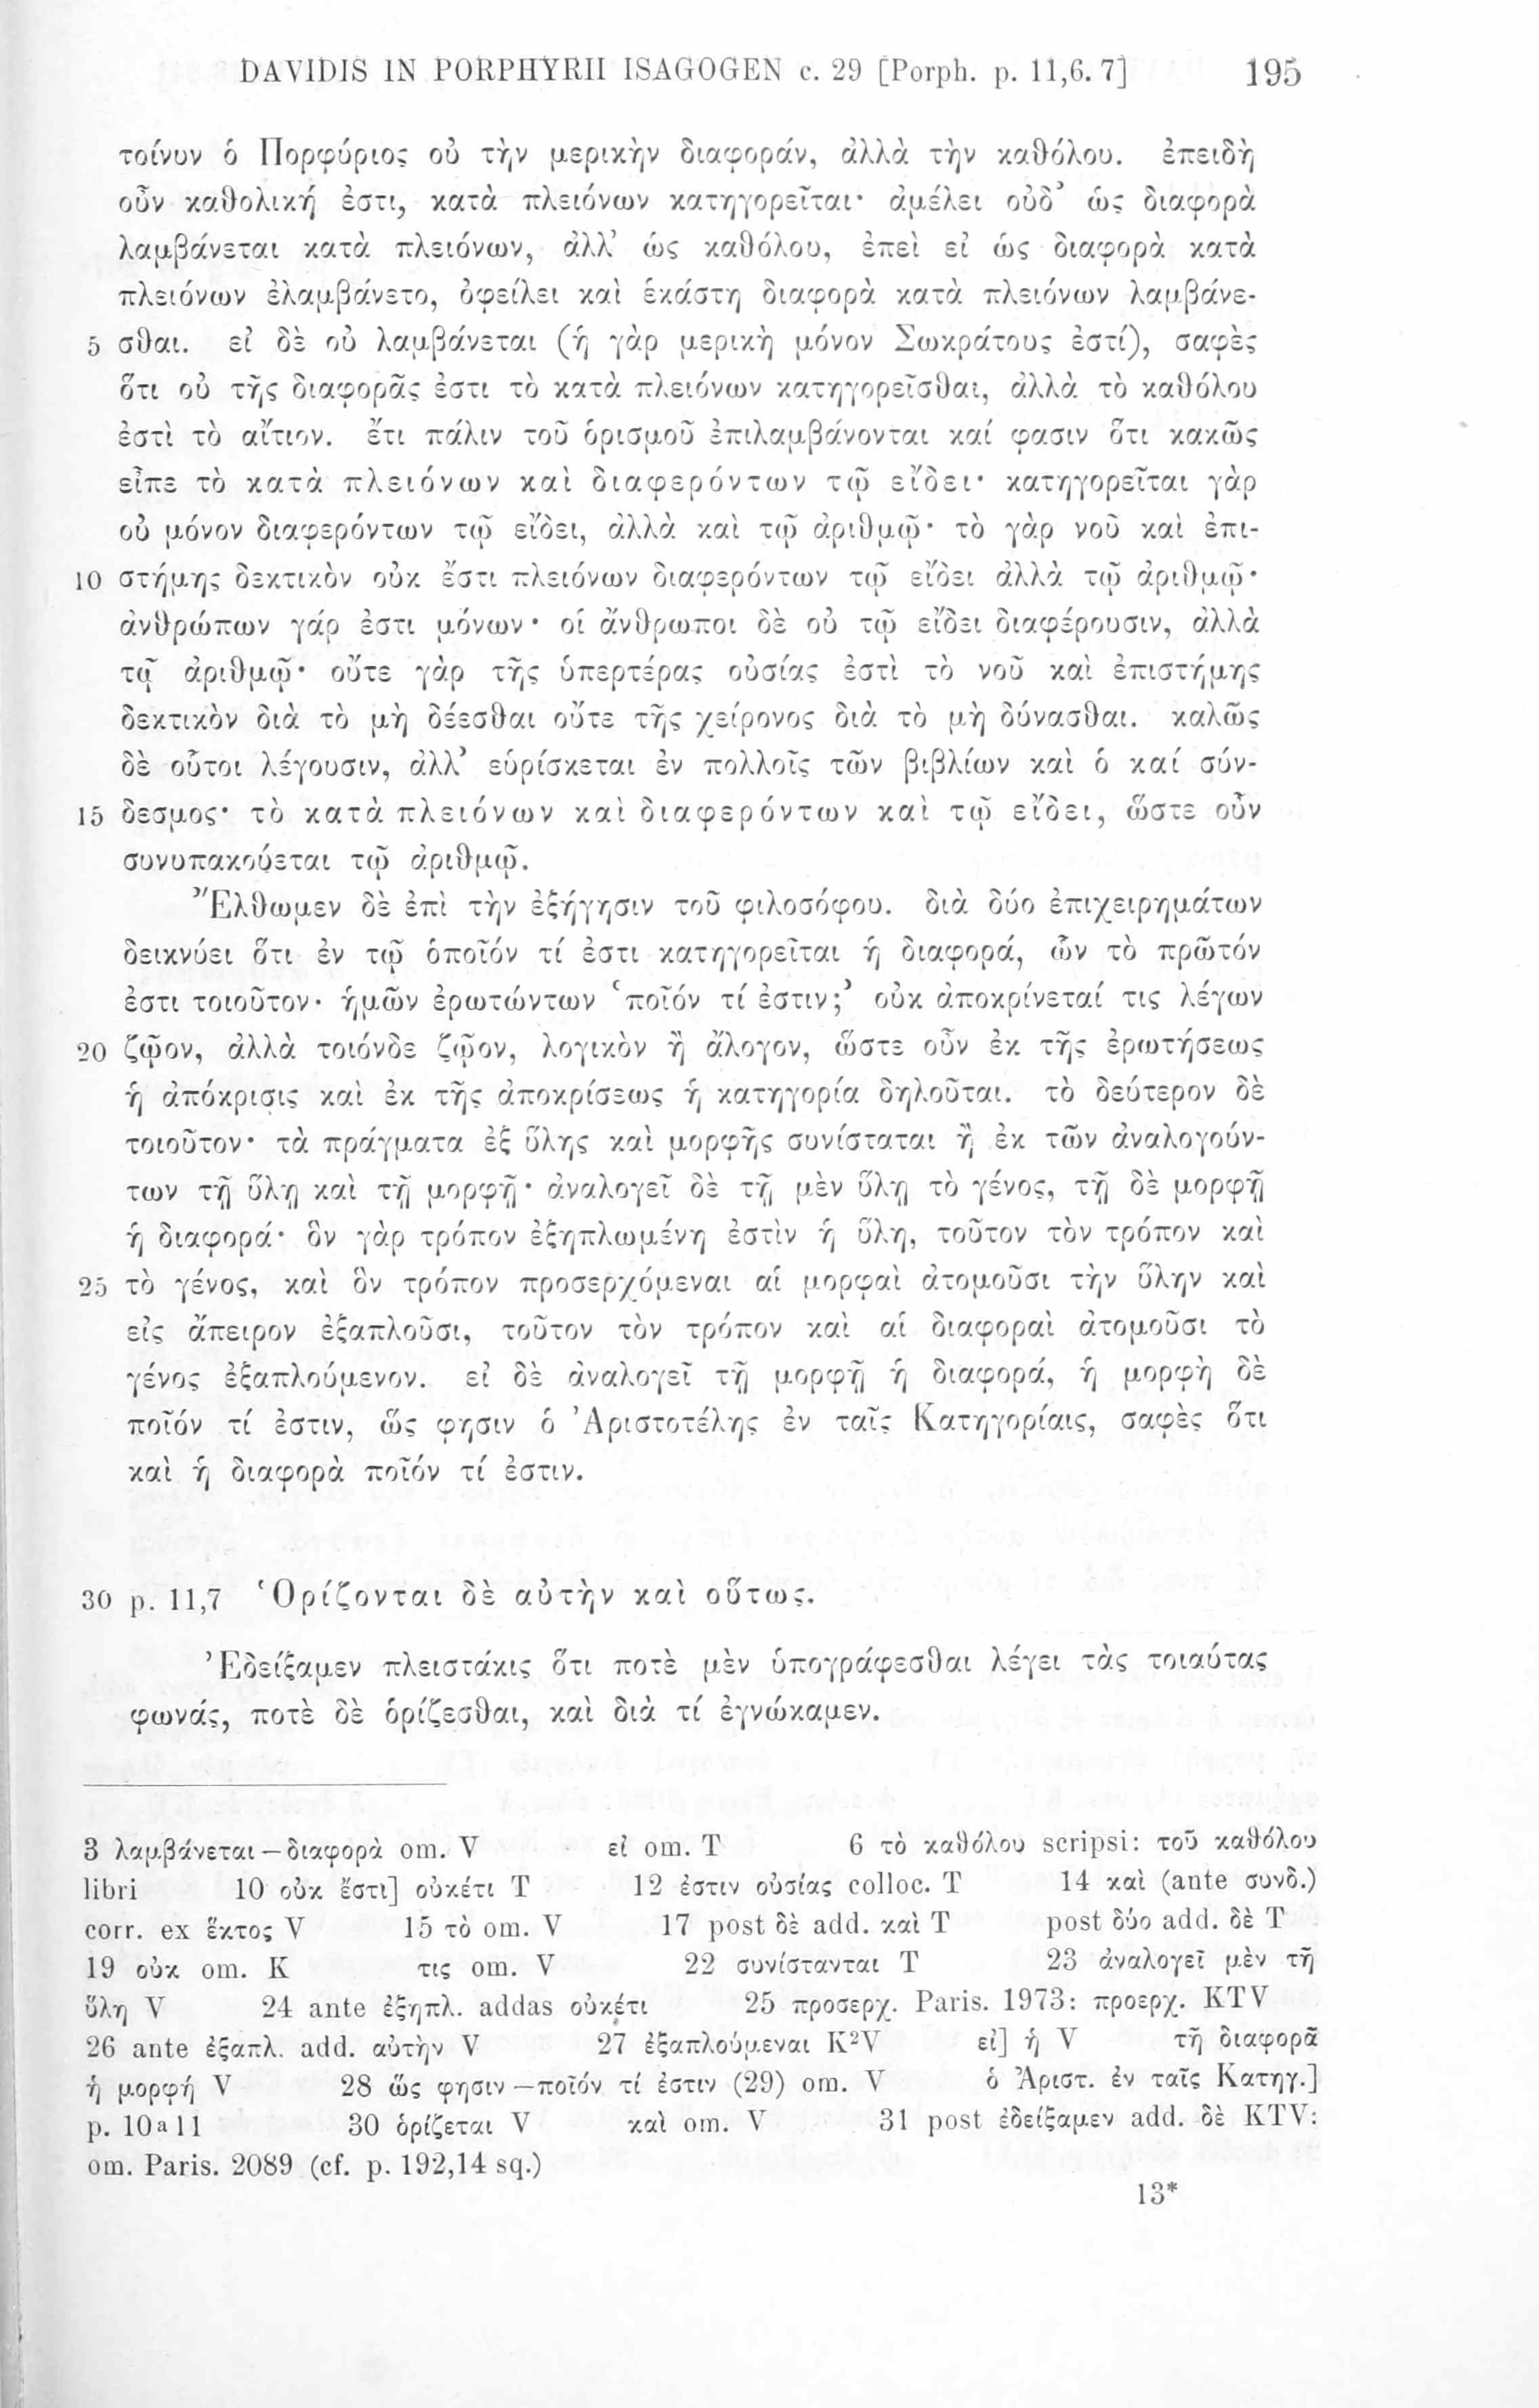 DAVIDIS IN PORPHYRII ISAGOGEN c. 29 [Porph. p. 11,6. 7] 195
τοίνυν ὁ Πορφύριος οὐ τὴν μερικὴν διαφοράν, ἀλλὰ τὴν καθόλου. ἐπειδὴ
οὖν καθολική ἐστι, κατὰ πλειόνων κατηγορεῖται· ἀμέλει οὐδ’ ὡς διαφορὰ
λαμβάνεται κατὰ πλειόνων, ἀλλ’ ὡς καθόλου, ἐπεὶ εἰ ὡς διαφορὰ κατὰ
πλειόνων ἐλαμβάνετο, ὀφείλει καὶ ἑκάστη διαφορὰ κατὰ πλειόνων λαμβάνε-
5 σθαι. εἰ δὲ οὐ λαμβάνεται (ἡ γὰρ μερικὴ μόνον Σωκράτους ἐστί), σαφὲς
ὅτι οὐ τῆς διαφορᾶς ἐστι τὸ κατὰ πλειόνων κατηγορεῖσθαι, ἀλλὰ τὸ καθόλου
ἐστὶ τὸ αἴτιον. ἔτι πάλιν τοῦ ὁρισμοῦ ἐπιλαμβάνονται καί φασιν ὅτι κακῶς
εἶπε τὸ κατὰ πλειόνων καὶ διαφερόντων τῷ εἴδει· κατηγορεῖται γὰρ
οὐ μόνον διαφερόντων τῷ εἴδει, ἀλλὰ καὶ τῷ ἀριθμῷ· τὸ γὰρ νοῦ καὶ ἐπι-
10 στήμης δεκτικὸν οὐκ ἔστι πλειόνων διαφερόντων τῷ εἴδει ἀλλὰ τῷ ἀριθμῷ·
ἀνθρώπων γάρ ἐστι μόνων· οἱ ἄνθρωποι δὲ οὐ τῷ εἴδει διαφέρουσιν, ἀλλὰ
τῷ ἀριθμῷ· οὔτε γὰρ τῆς ὑπερτέρας οὐσίας ἐστὶ τὸ νοῦ καὶ ἐπιστήμης
δεκτικὸν διὰ τὸ μὴ δέεσθαι οὔτε τῆς χείρονος διὰ τὸ μὴ δύνασθαι. καλῶς
δὲ οὗτοι λέγουσιν, ἀλλ’ εὑρίσκεται ἐν πολλοῖς τῶν βιβλίων καὶ ὁ καί σύν-
15 δεσμος· τὸ κατὰ πλειόνων καὶ διαφερόντων καὶ τῷ εἴδει, ὥστε οὖν
συνυπακούεται τῷ ἀριθμῷ.
Ἔλθωμεν δὲ ἐπὶ τὴν ἐξήγησιν τοῦ φιλοσόφου. διὰ δύο ἐπιχειρημάτων
δεικνύει ὅτι ἐν τῷ ὁποῖόν τί ἐστι κατηγορεῖται ἡ διαφορά, ὧν τὸ πρῶτόν
ἐστι τοιοῦτον· ἡμῶν ἐρωτώντων ‘ποῖόν τί ἐστιν;’ οὐκ ἀποκρίνεταί τις λέγων
20 ζῷον, ἀλλὰ τοιόνδε ζῷον, λογικὸν ἢ ἄλογον, ὥστε οὖν ἐκ τῆς ἐρωτήσεως
ἡ ἀπόκρισις καὶ ἐκ τῆς ἀποκρίσεως ἡ κατηγορία δηλοῦται. τὸ δεύτερον δὲ
τοιοῦτον· τὰ πράγματα ἐξ ὕλης καὶ μορφῆς συνίσταται ἢ ἐκ τῶν ἀναλογούν-
των τῇ ὕλῃ καὶ τῇ μορφῇ· ἀναλογεῖ δὲ τῇ μὲν ὕλῃ τὸ γένος, τῇ δὲ μορφῇ
ἡ διαφορά· ὃν γὰρ τρόπον ἐξηπλωμένη ἐστὶν ἡ ὕλη, τοῦτον τὸν τρόπον καὶ
25 τὸ γένος, καὶ ὃν τρόπον προσερχόμεναι αἱ μορφαὶ ἀτομοῦσι τὴν ὕλην καὶ
εἰς ἄπειρον ἐξαπλοῦσι, τοῦτον τὸν τρόπον καὶ αἱ διαφοραὶ ἀτομοῦσι τὸ
γένος ἐξαπλούμενον. εἰ δὲ ἀναλογεῖ τῇ μορφῇ ἡ διαφορά, ἡ μορφὴ δὲ
ποῖόν τί ἐστιν, ὥς φησιν ὁ Ἀριστοτέλης ἐν ταῖς Κατηγορίαις, σαφὲς ὅτι
καὶ ἡ διαφορὰ ποῖόν τί ἐστιν.
30 p. 11,7 Ὁρίζονται δὲ αὐτὴν καὶ οὕτως.
Ἐδείξαμεν πλειστάκις ὅτι ποτὲ μὲν ὑπογράφεσθαι λέγει τὰς τοιαύτας
φωνάς, ποτὲ δὲ ὁρίζεσθαι, καὶ διὰ τί ἐγνώκαμεν.
3 λαμβάνεται—διαφορὰ om. V εἰ om. T 6 τὸ καθόλου scripsi: τοῦ καθόλου
libri 10 οὐκ ἔστι] οὐκέτι T 12 ἐστιν οὐσίας colloc. T 14 καὶ (ante συνδ.)
corr. ex ἕκτος V 15 τὸ om. V 17 post δὲ add. καὶ T post δύο add. δὲ T
19 οὐκ om. K τις om. V 22 συνίστανται T 23 ἀναλογεῖ μὲν τῇ
ὕλη V 24 ante ἐξηπλ. addas οὐκέτι 25 προσερχ. Paris. 1973: προερχ. KTV
26 ante ἐξαπλ. add. αὐτὴν V 27 ἐξαπλούμεναι K²V εἰ] ἡ V τῇ διαφορᾷ
ἡ μορφή V 28 ὥς φησιν—ποῖόν τί ἐστιν (29) om. V ὁ Ἀριστ. ἐν ταῖς Κατηγ.]
p. 10a11 30 ὁρίζεται V καὶ om. V 31 post ἐδείξαμεν add. δὲ KTV:
om. Paris. 2089 (cf. p. 192,14 sq.)
13*